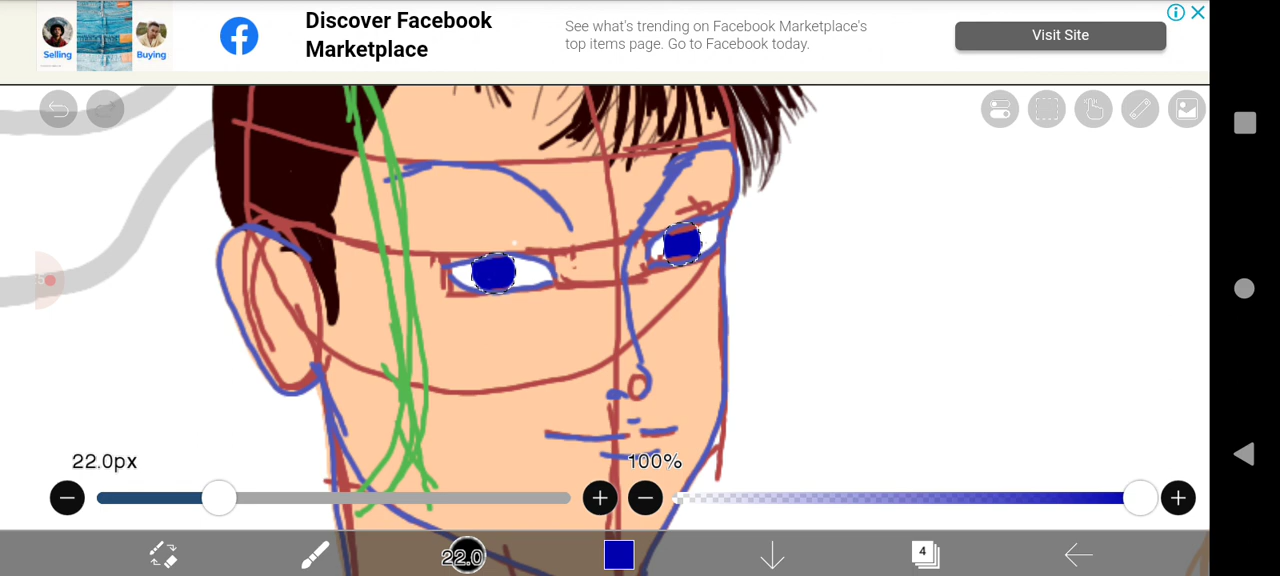 Discover Facebook
Marketplace
See what's trending on Facebook Marketplace's
top items page. Go to Facebook today.
Visit Site
Selling
Buying
22.0px
100%
22.0
4